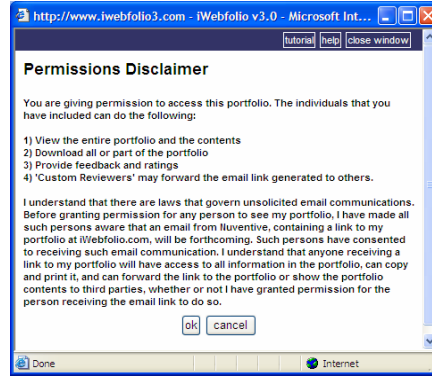 http://www.iwebfolio3.com - iWebfolio v3.0 - Microsoft Int...
tutorial help close window
Permissions Disclaimer
You are giving permission to access this portfolio. The individuals that you
have included can do the following:
1) View the entire portfolio and the contents
2) Download all or part of the portfolio
3) Provide feedback and ratings
4) 'Custom Reviewers' may forward the email link generated to others.
I understand that there are laws that govern unsolicited email communications.
Before granting permission for any person to see my portfolio, I have made all
such persons aware that an email from Nuventive, containing a link to my
portfolio at iWebfolio.com, will be forthcoming. Such persons have consented
to receiving such email communication. I understand that anyone receiving a
link to my portfolio will have access to all information in the portfolio, can copy
and print it, and can forward the link to the portfolio or show the portfolio
contents to third parties, whether or not I have granted permission for the
person receiving the email link to do so.
ok cancel
Done Internet